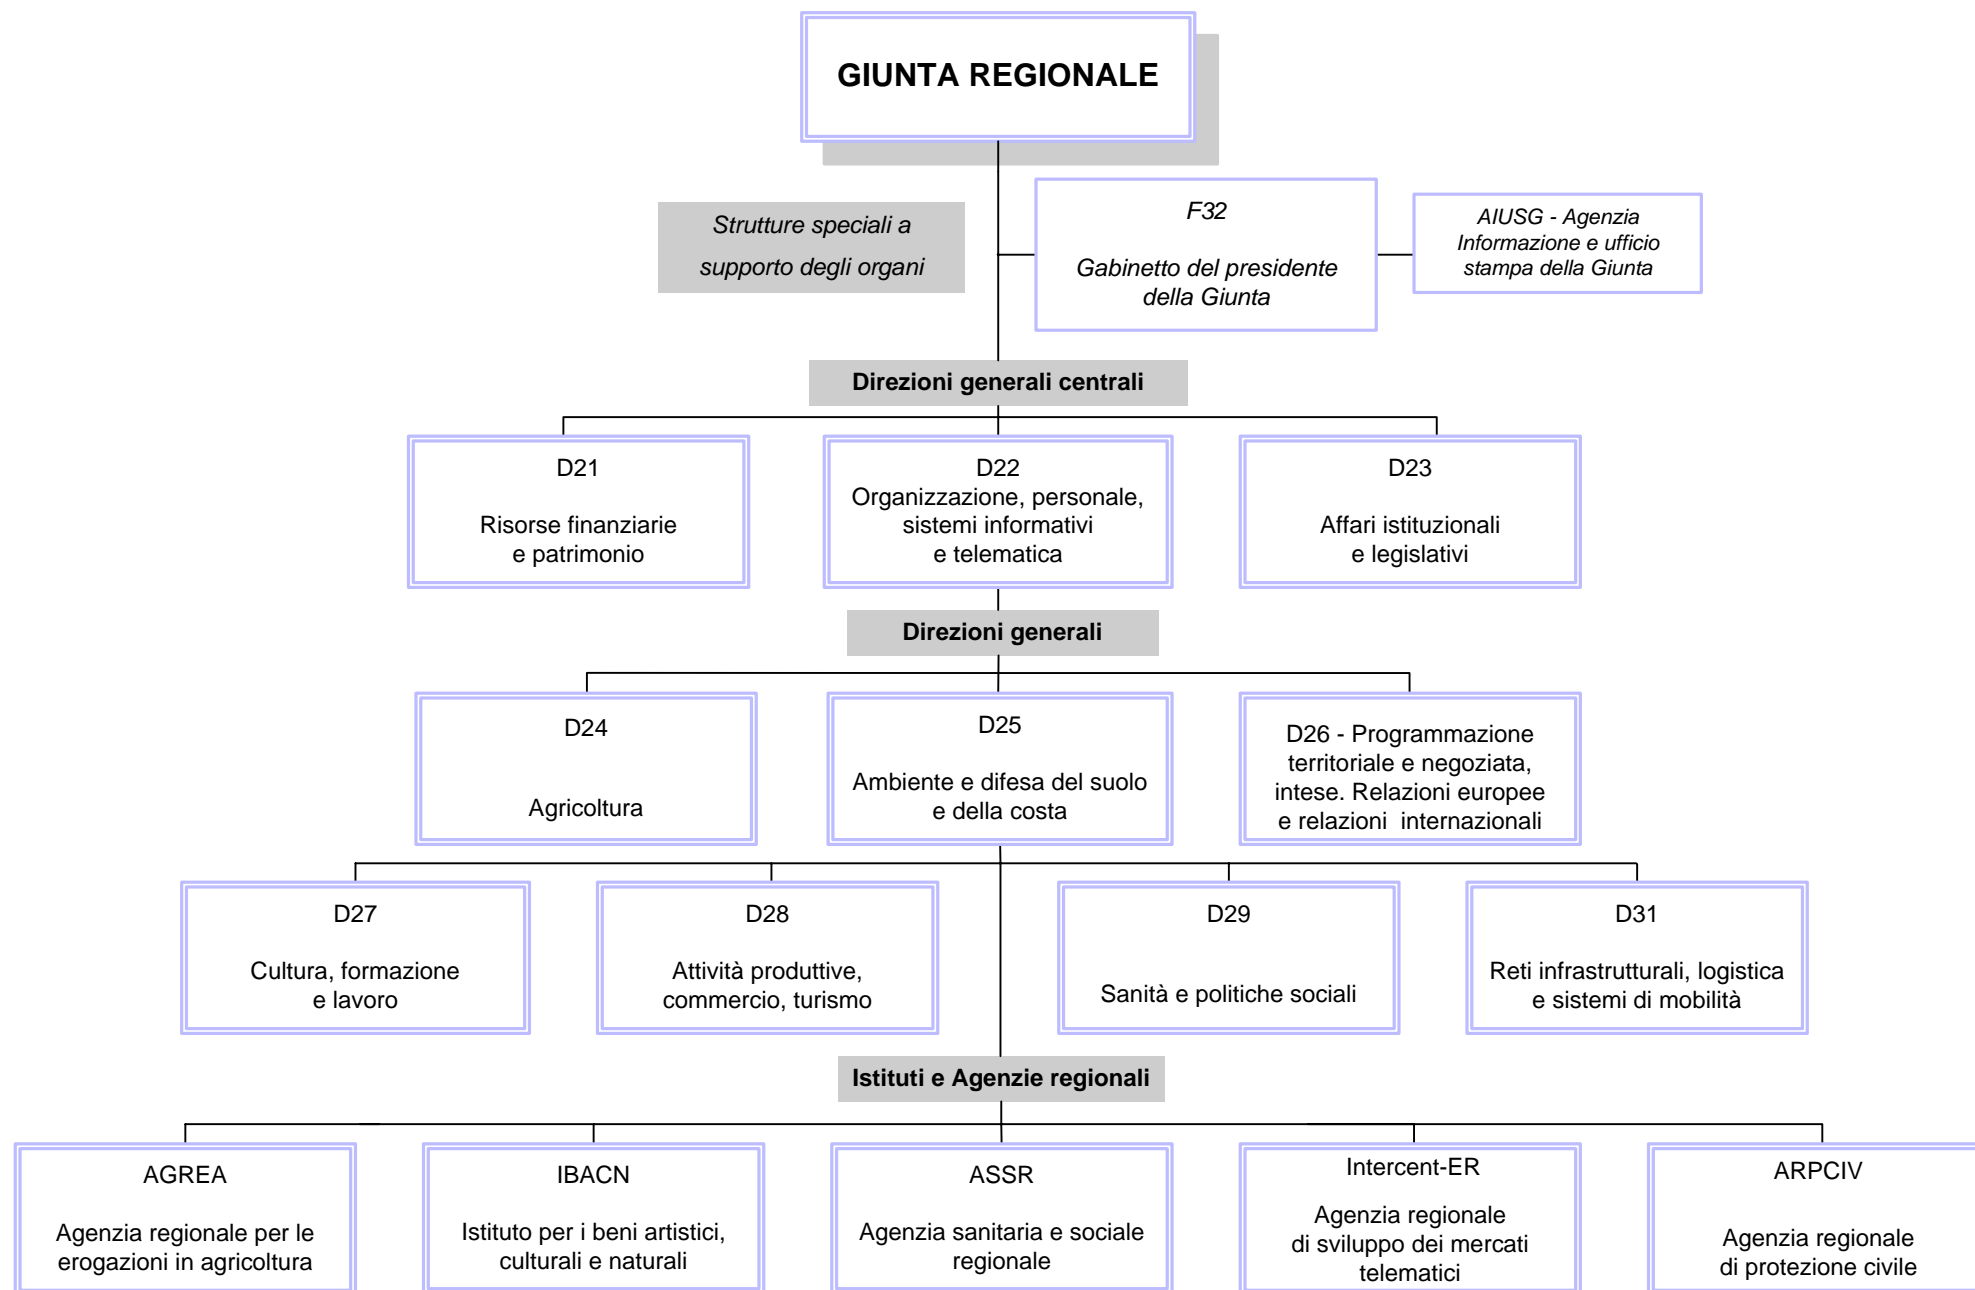 GIUNTA REGIONALE
Strutture speciali a
supporto degli organi
F32
Gabinetto del presidente
della Giunta
AIUSG - Agenzia
Informazione e ufficio
stampa della Giunta
Direzioni generali centrali
D21
Risorse finanziarie
e patrimonio
D22
Organizzazione, personale,
sistemi informativi
e telematica
D23
Affari istituzionali
e legislativi
Direzioni generali
D24
Agricoltura
D25
Ambiente e difesa del suolo
e della costa
D26 - Programmazione
territoriale e negoziata,
intese. Relazioni europee
e relazioni internazionali
D27
Cultura, formazione
e lavoro
D28
Attività produttive,
commercio, turismo
D29
Sanità e politiche sociali
D31
Reti infrastrutturali, logistica
e sistemi di mobilità
Istituti e Agenzie regionali
AGREA
Agenzia regionale per le
erogazioni in agricoltura
IBACN
Istituto per i beni artistici,
culturali e naturali
ASSR
Agenzia sanitaria e sociale
regionale
Intercent-ER
Agenzia regionale
di sviluppo dei mercati
telematici
ARPCIV
Agenzia regionale
di protezione civile